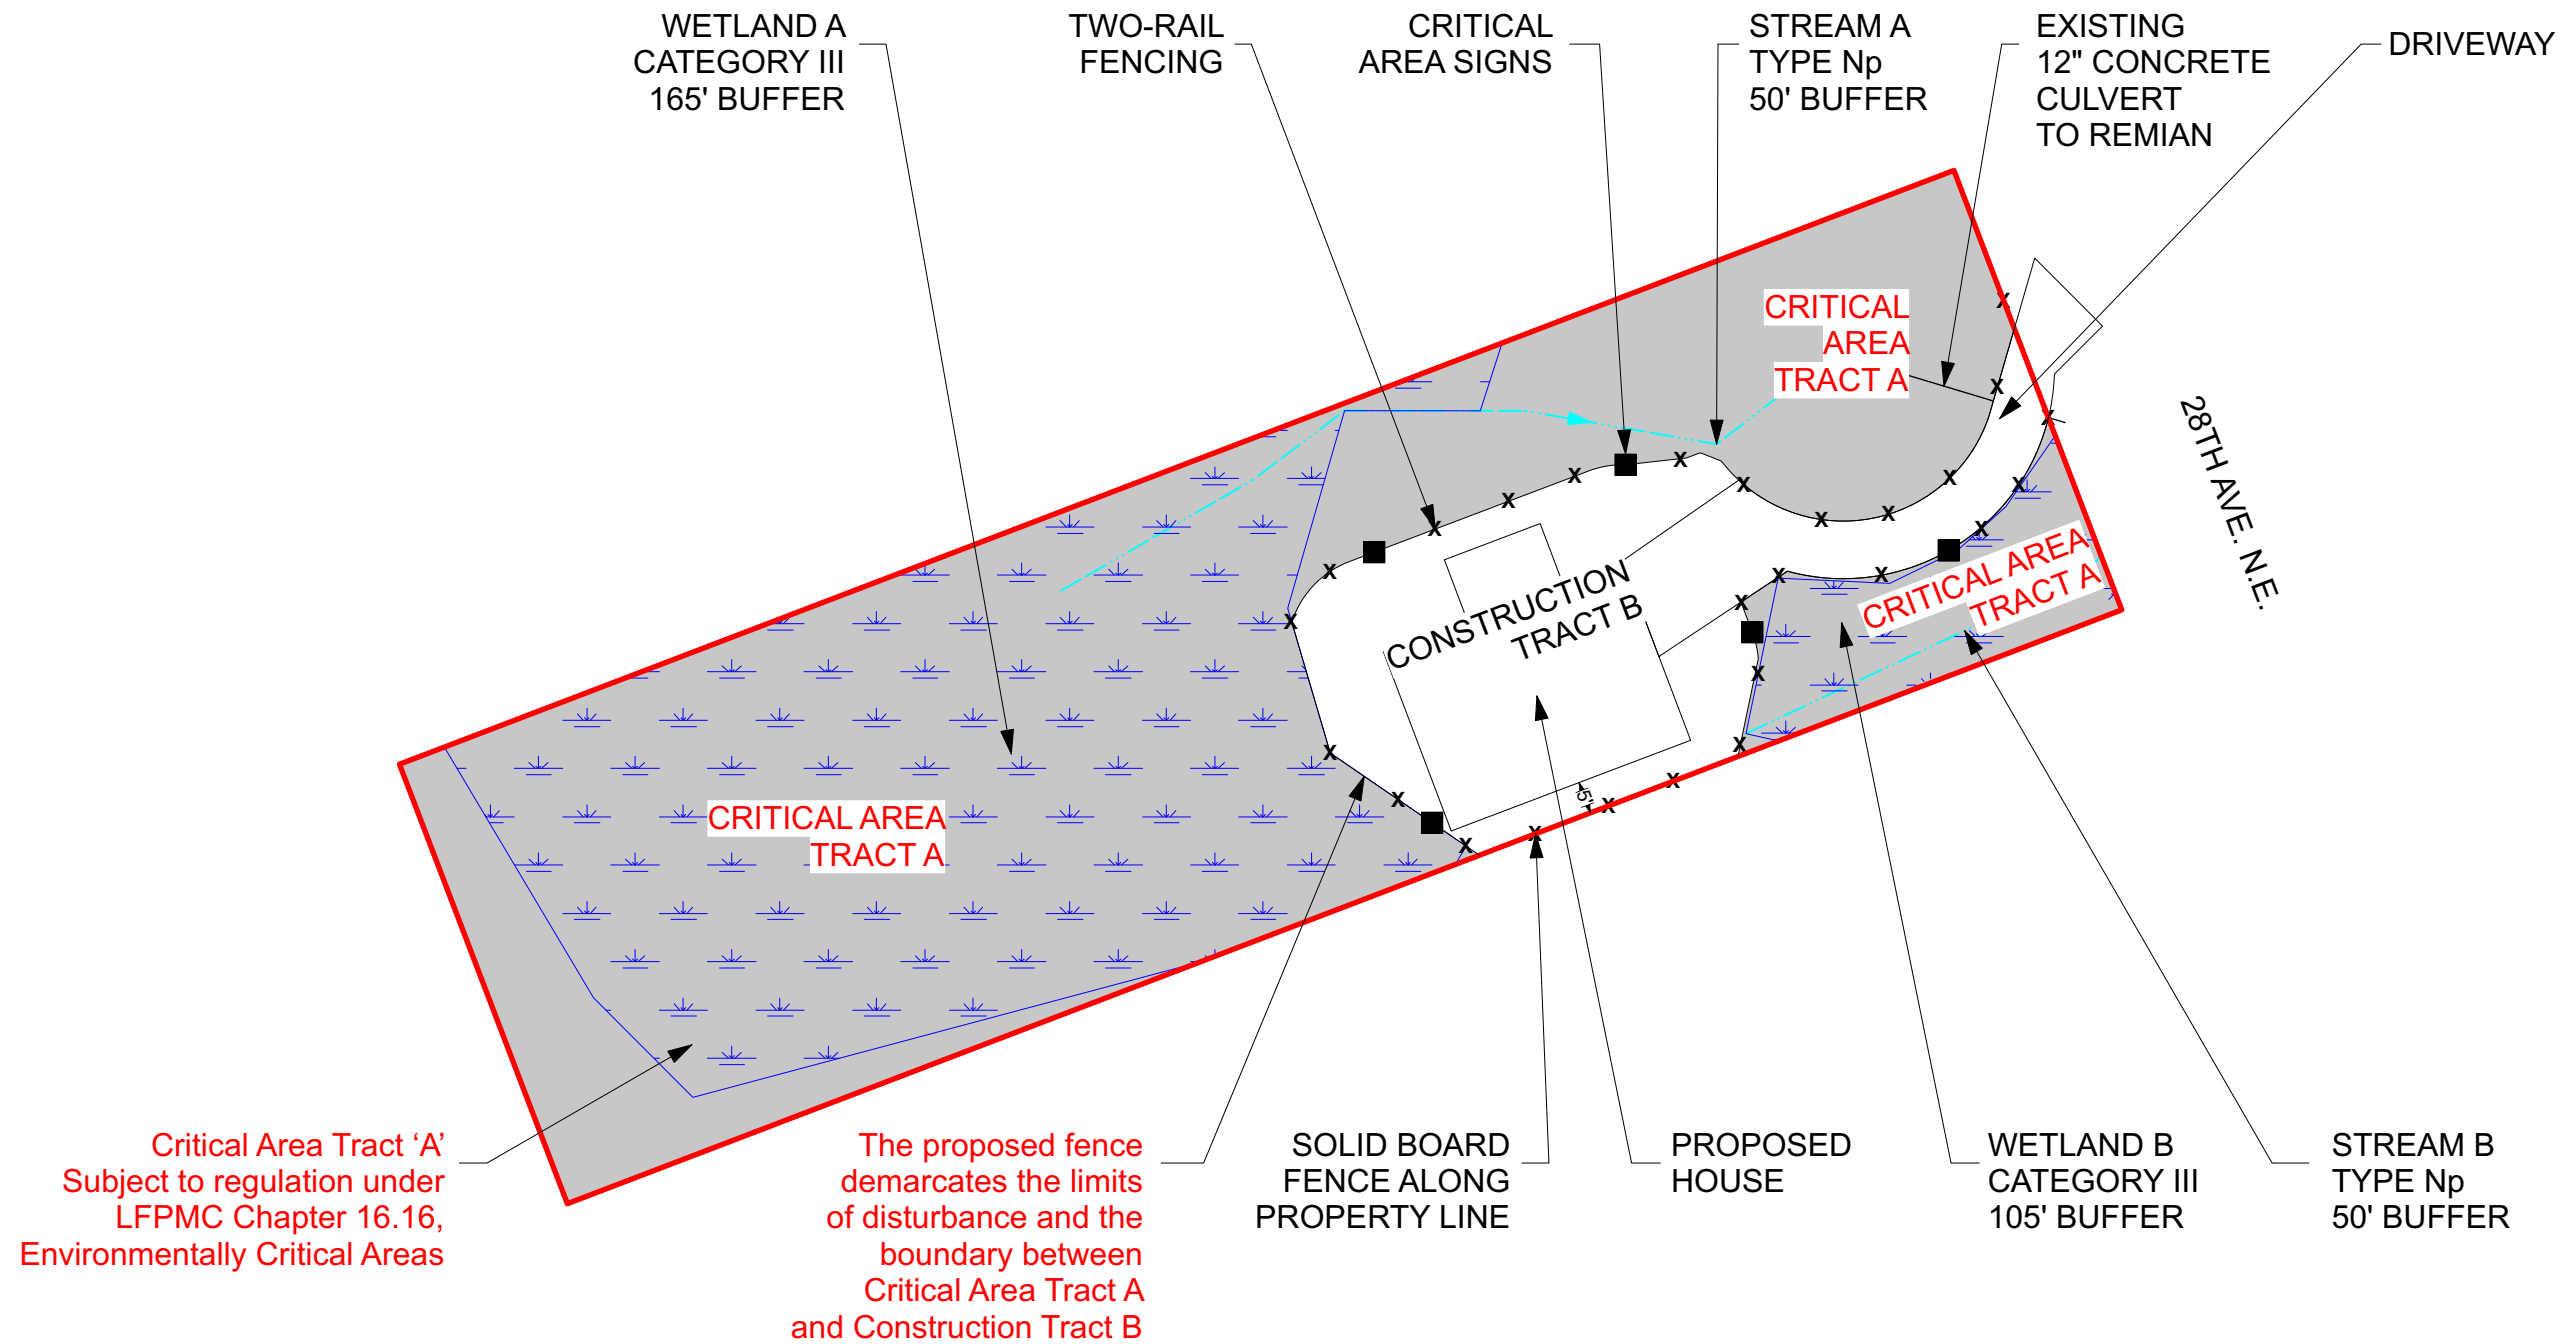 WETLAND A
CATEGORY III
165' BUFFER
TWO-RAIL
FENCING
CRITICAL
AREA SIGNS
STREAM A
TYPE Np
50' BUFFER
EXISTING
12" CONCRETE
CULVERT
TO REMIAN
DRIVEWAY
CRITICAL
AREA
TRACT A
28TH AVE. N.E.
CRITICAL AREA
TRACT A
CONSTRUCTION
TRACT B
5'
CRITICAL AREA
TRACT A
Critical Area Tract ‘A’
Subject to regulation under
LFPMC Chapter 16.16,
Environmentally Critical Areas
The proposed fence
demarcates the limits
of disturbance and the
boundary between
Critical Area Tract A
and Construction Tract B
SOLID BOARD
FENCE ALONG
PROPERTY LINE
PROPOSED
HOUSE
WETLAND B
CATEGORY III
105' BUFFER
STREAM B
TYPE Np
50' BUFFER